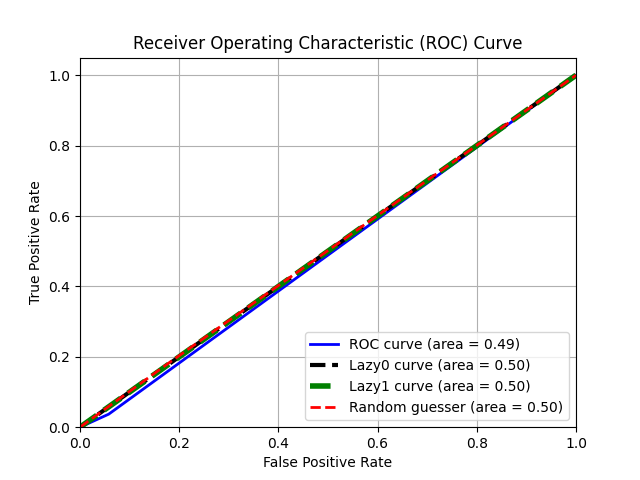 Receiver Operating Characteristic (ROC) Curve
1.0
0.8
0.6
0.4
0.2
0.0
True Positive Rate
ROC curve (area = 0.49)
Lazy0 curve (area = 0.50)
Lazy1 curve (area = 0.50)
Random guesser (area = 0.50)
0.0 0.2 0.4 0.6 0.8 1.0
False Positive Rate